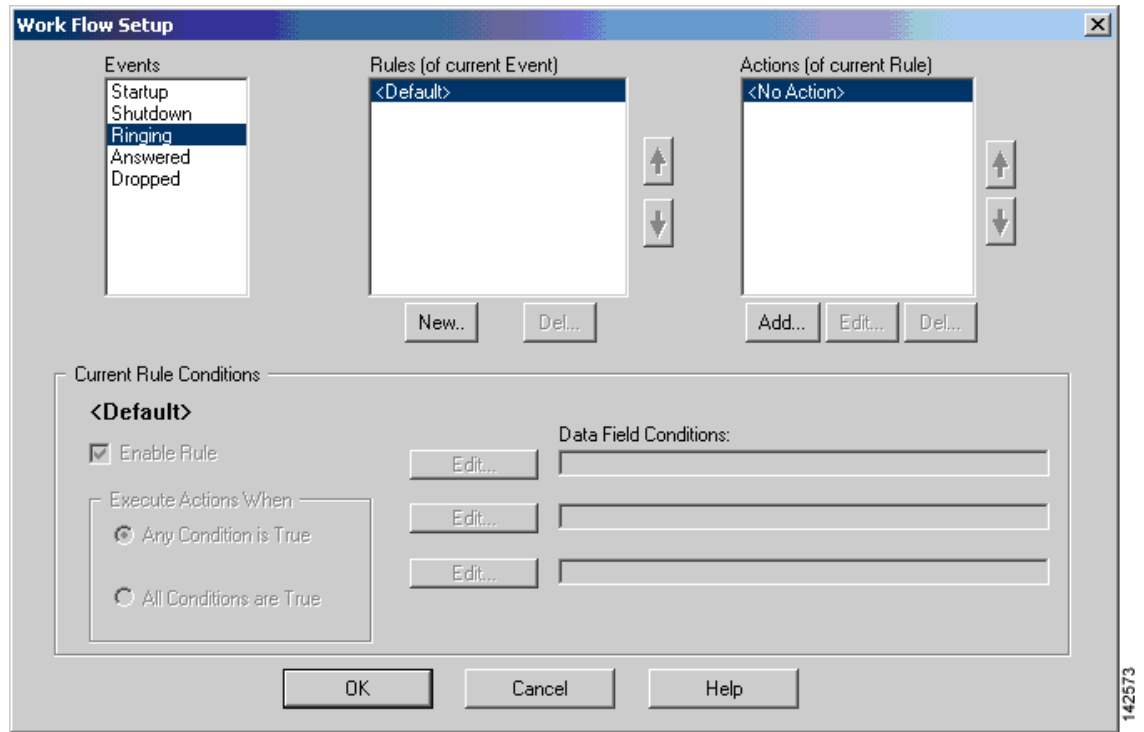 Work Flow Setup
Events
Rules (of current Event)
Actions (of current Rule)
Startup
Shutdown
Ringing
Answered
Dropped
<Default>
<No Action>
New..
Del...
Add...
Edit...
Del...
Current Rule Conditions
<Default>
Enable Rule
Data Field Conditions:
Edit...
Execute Actions When
Any Condition is True
Edit...
All Conditions are True
Edit...
OK
Cancel
Help
142573